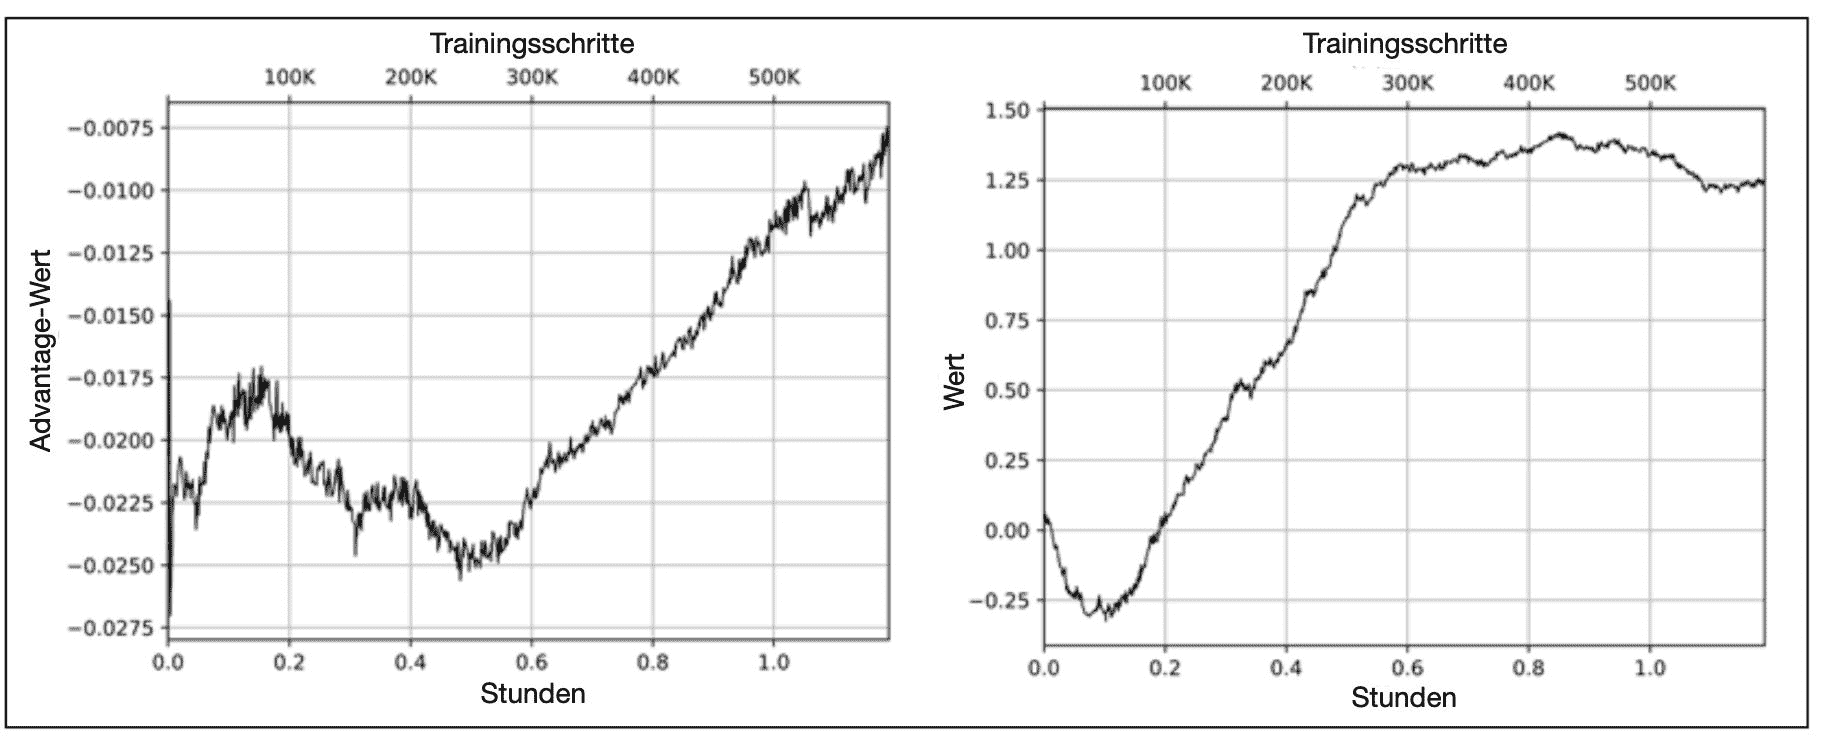 Trainingsschritte
100K 200K 300K 400K 500K
Advantage-Wert
−0.0075
−0.0100
−0.0125
−0.0150
−0.0175
−0.0200
−0.0225
−0.0250
−0.0275
0.0 0.2 0.4 0.6 0.8 1.0
Stunden
Trainingsschritte
100K 200K 300K 400K 500K
Wert
1.50
1.25
1.00
0.75
0.50
0.25
0.00
−0.25
0.0 0.2 0.4 0.6 0.8 1.0
Stunden